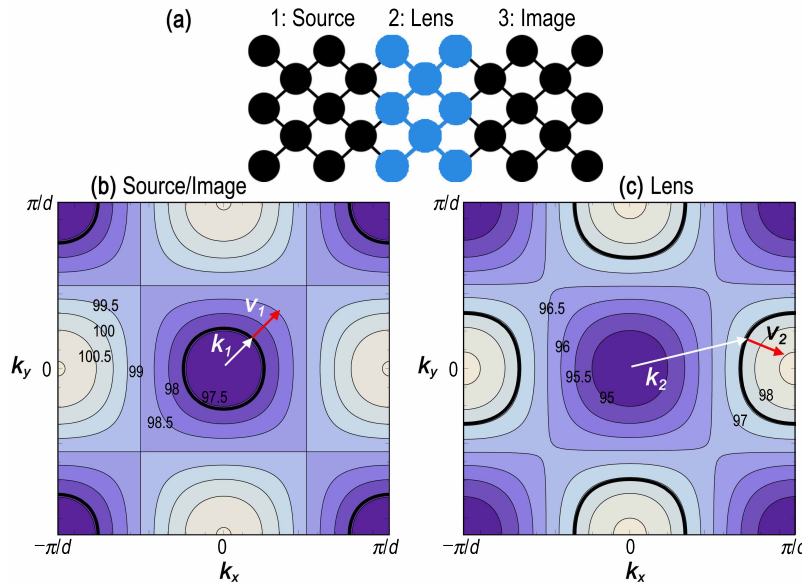 (a)
1: Source 2: Lens 3: Image
(b) Source/Image
(c) Lens
π/d
99.5
100
100.5
99
98
97.5
98.5
k₁
v₁
kᵧ 0
−π/d 0 π/d
kₓ
π/d
96.5
96
95.5
95
98
97
k₂
v₂
kᵧ 0
−π/d 0 π/d
kₓ